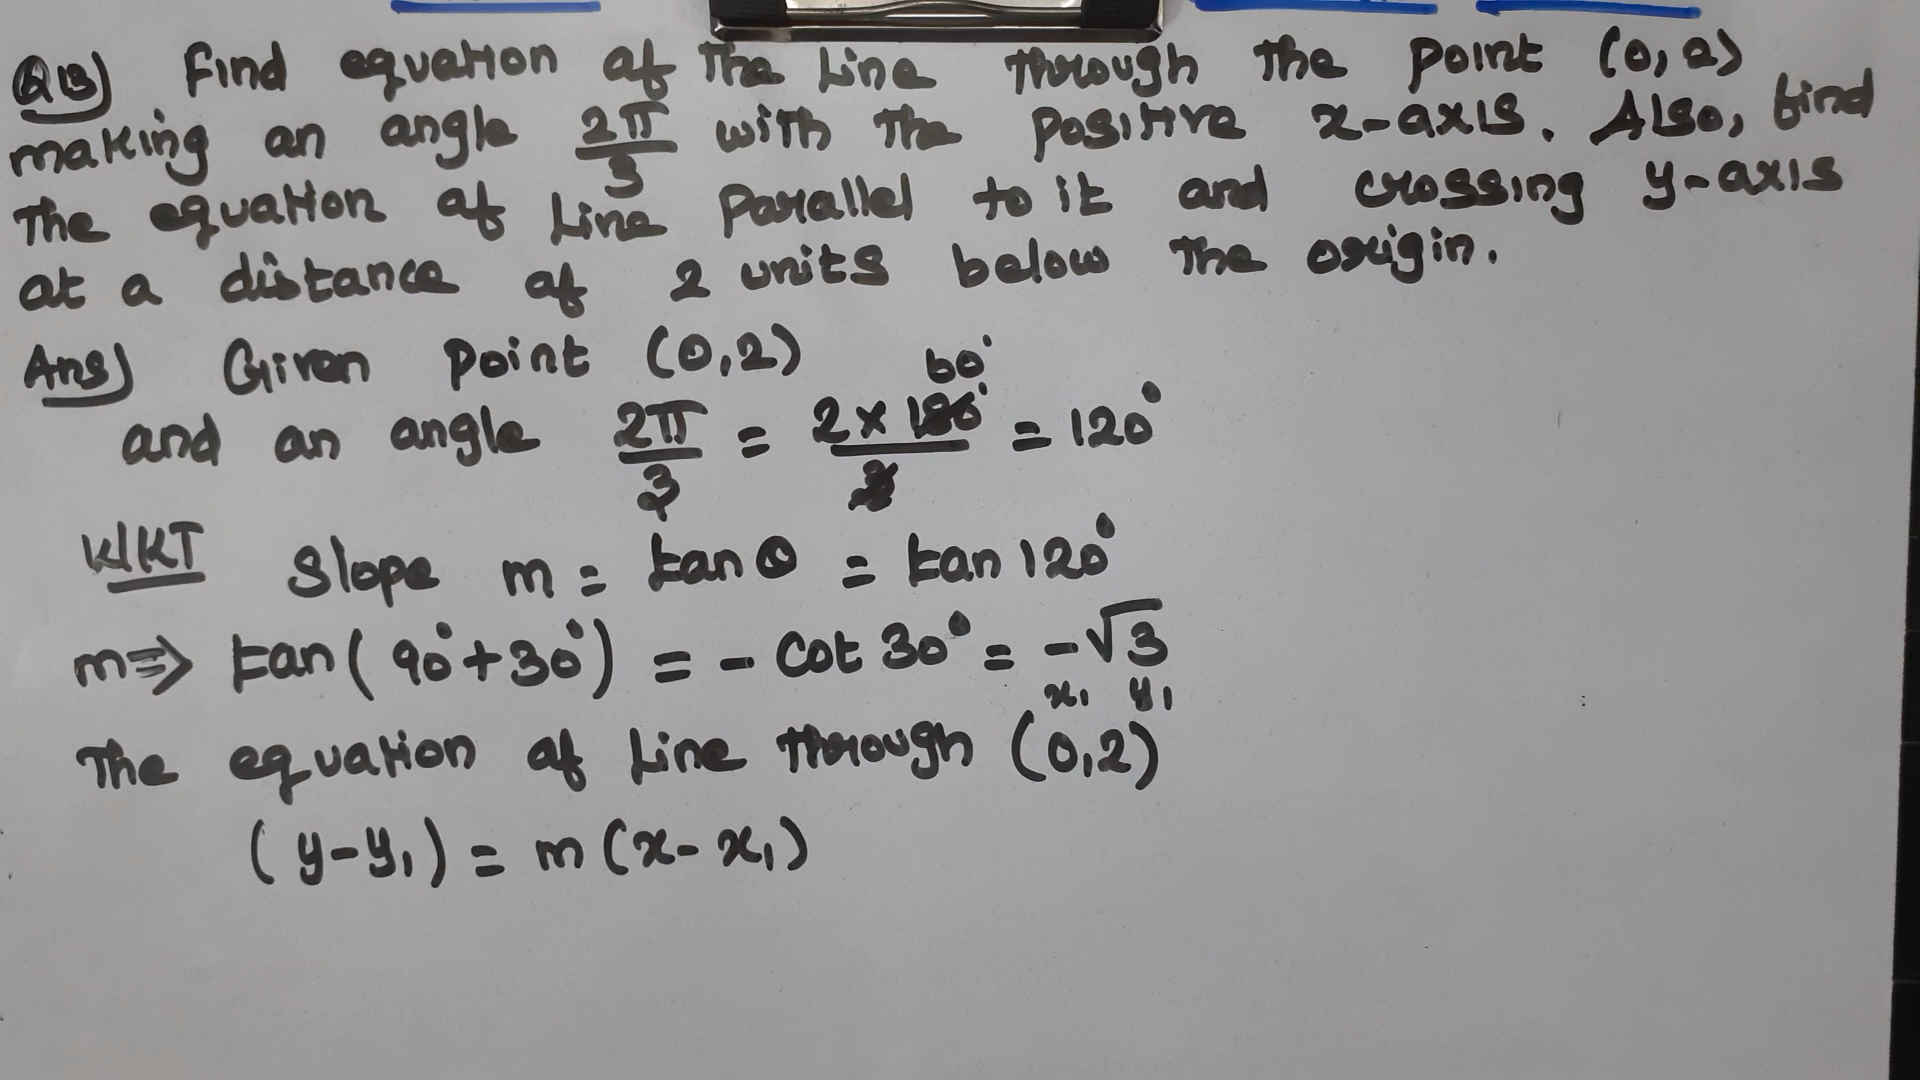 Q13) Find equation of the line through the point (0, 2)
making an angle 2π/3 with the positive x-axis. Also, find
the equation of line parallel to it and crossing y-axis
at a distance of 2 units below the origin.
Ans) Given point (0,2)
and an angle 2π/3 = 2 × 180°/3 = 120°
60°
WKT Slope m = tan θ = tan 120°
m ⇒ tan(90° + 30°) = - cot 30° = -√3
x₁ y₁
The equation of line through (0,2)
(y-y₁) = m(x-x₁)